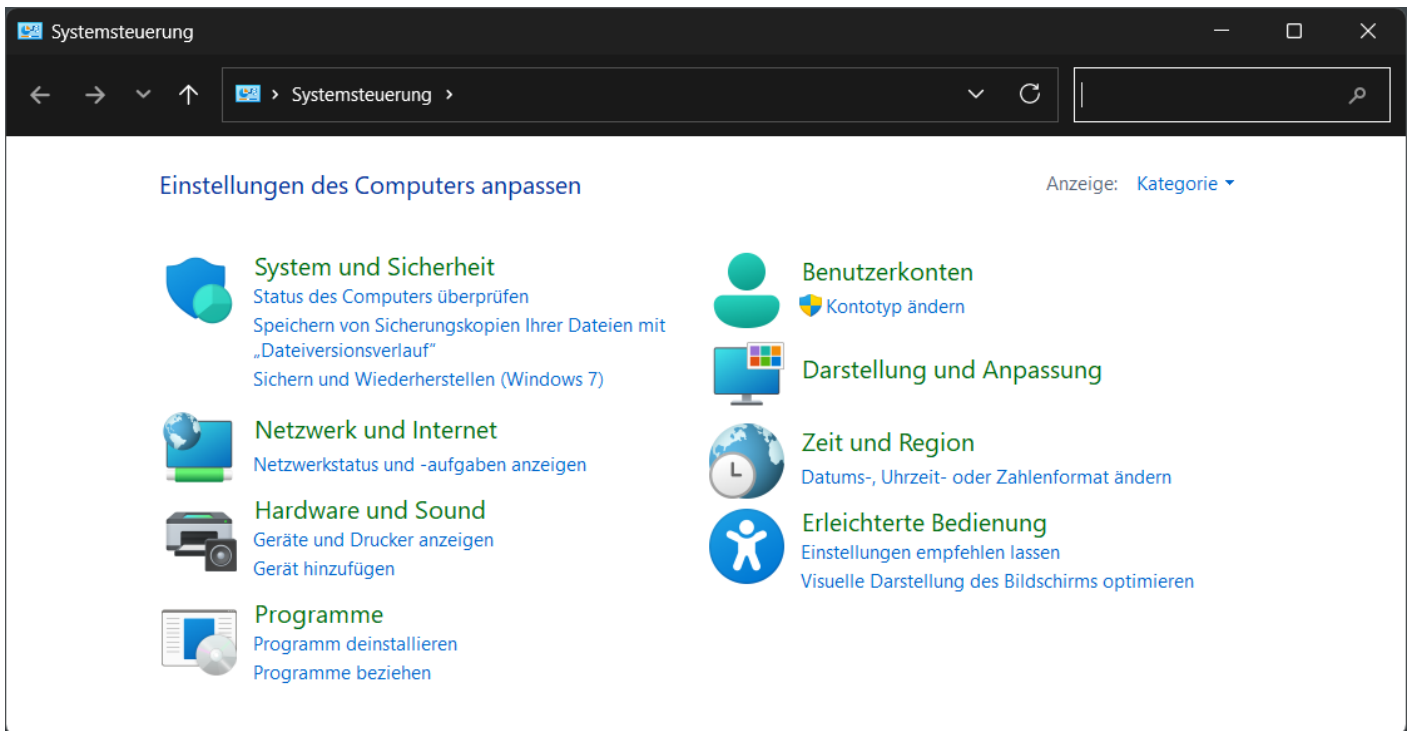 Systemsteuerung
Systemsteuerung
Einstellungen des Computers anpassen
Anzeige: Kategorie
System und Sicherheit
Status des Computers überprüfen
Speichern von Sicherungskopien Ihrer Dateien mit
„Dateiversionsverlauf“
Sichern und Wiederherstellen (Windows 7)
Netzwerk und Internet
Netzwerkstatus und -aufgaben anzeigen
Hardware und Sound
Geräte und Drucker anzeigen
Gerät hinzufügen
Programme
Programm deinstallieren
Programme beziehen
Benutzerkonten
Kontotyp ändern
Darstellung und Anpassung
Zeit und Region
Datums-, Uhrzeit- oder Zahlenformat ändern
Erleichterte Bedienung
Einstellungen empfehlen lassen
Visuelle Darstellung des Bildschirms optimieren